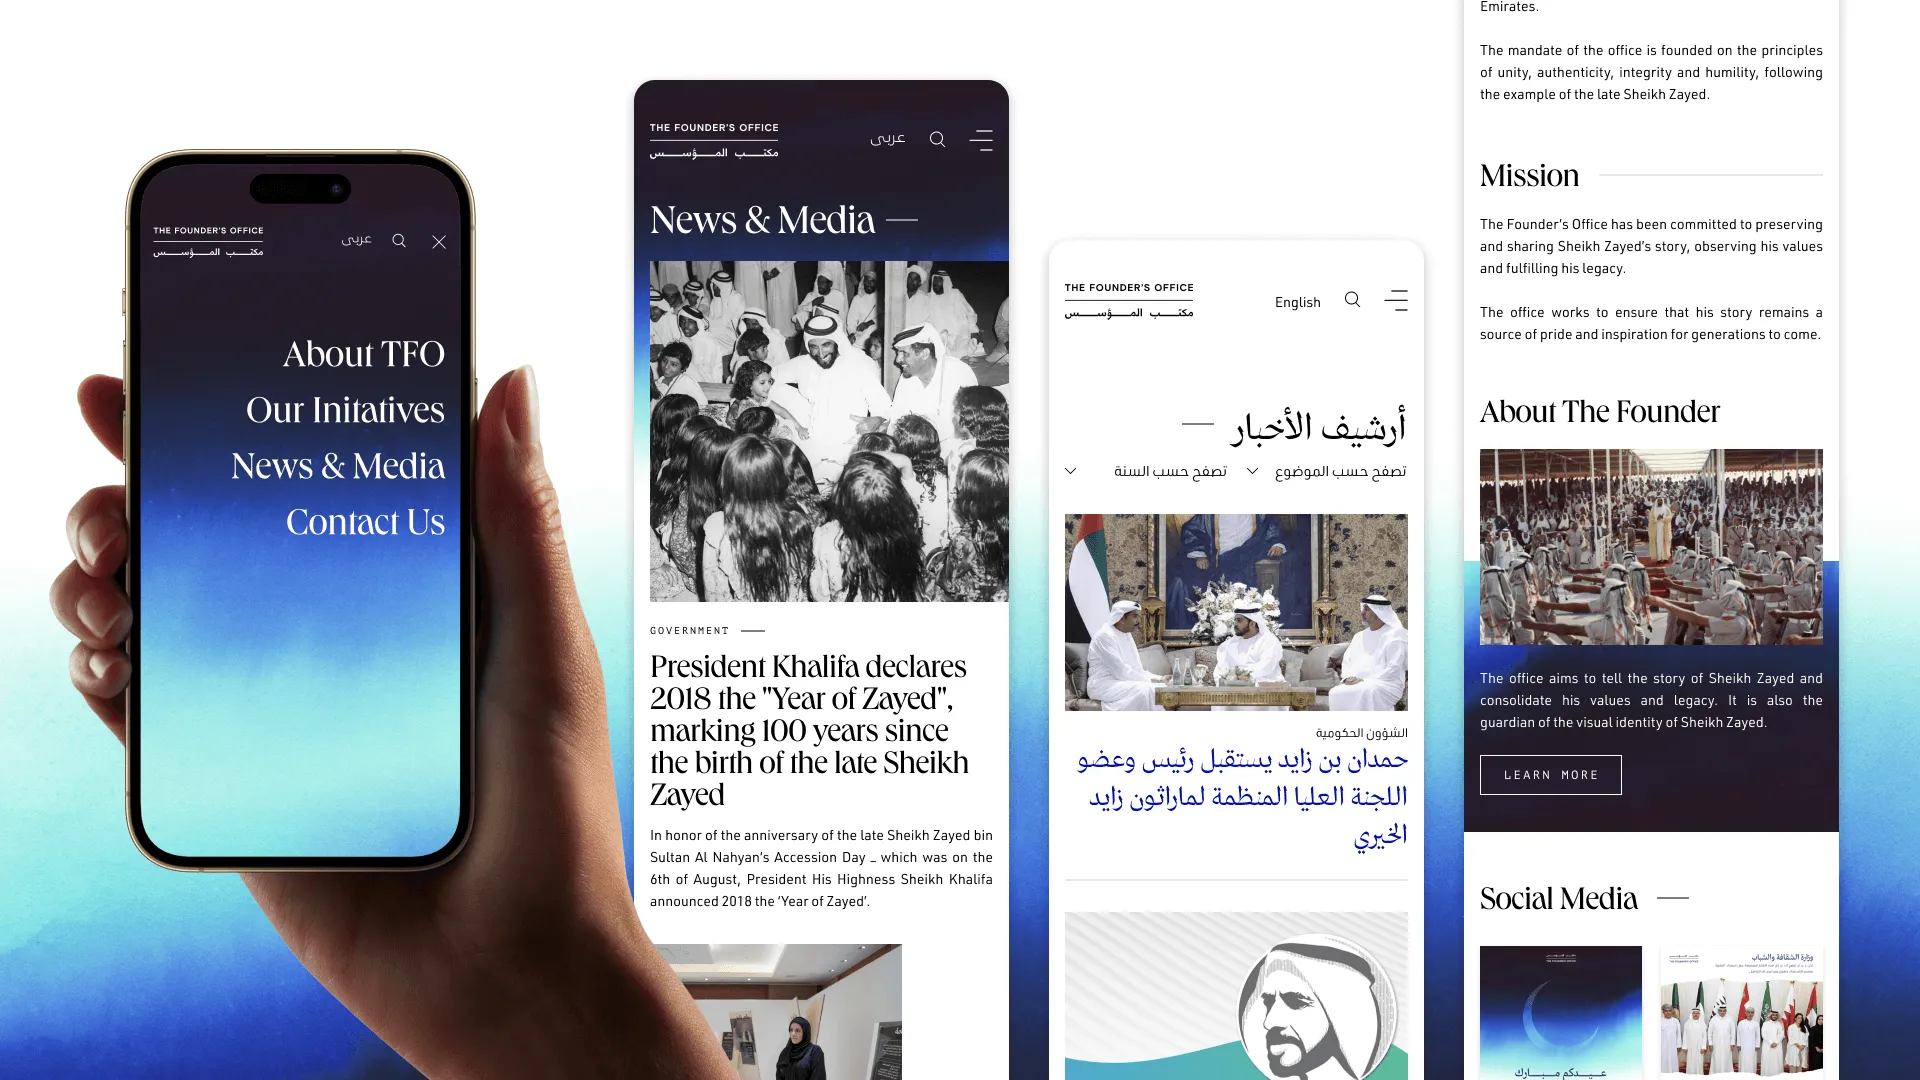 THE FOUNDER'S OFFICE
مكتب المؤسس
عربى
About TFO
Our Initatives
News & Media
Contact Us
THE FOUNDER'S OFFICE
مكتب المؤسس
عربى
News & Media
GOVERNMENT
President Khalifa declares
2018 the "Year of Zayed",
marking 100 years since
the birth of the late Sheikh
Zayed
In honor of the anniversary of the late Sheikh Zayed bin
Sultan Al Nahyan's Accession Day _ which was on the
6th of August, President His Highness Sheikh Khalifa
announced 2018 the 'Year of Zayed'.
THE FOUNDER'S OFFICE
مكتب المؤسس
English
أرشيف الأخبار
تصفح حسب الموضوع
تصفح حسب السنة
الشؤون الحكومية
حمدان بن زايد يستقبل رئيس وعضو
اللجنة العليا المنظمة لماراثون زايد
الخيري
Emirates.
The mandate of the office is founded on the principles
of unity, authenticity, integrity and humility, following
the example of the late Sheikh Zayed.
Mission
The Founder's Office has been committed to preserving
and sharing Sheikh Zayed's story, observing his values
and fulfilling his legacy.
The office works to ensure that his story remains a
source of pride and inspiration for generations to come.
About The Founder
The office aims to tell the story of Sheikh Zayed and
consolidate his values and legacy. It is also the
guardian of the visual identity of Sheikh Zayed.
LEARN MORE
Social Media
عيدكم مبارك
وزارة الثقافة والشباب